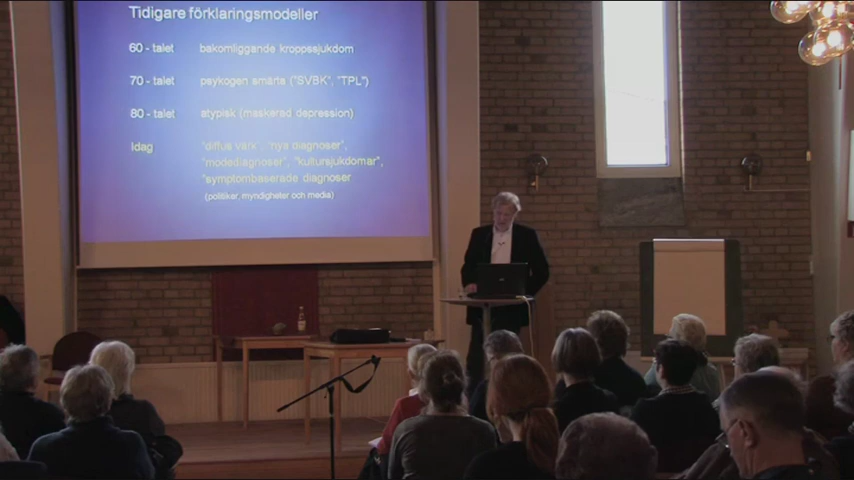 Tidigare förklaringsmodeller
60 - talet bakomliggande kroppssjukdom
70 - talet psykogen smärta ("SVBK", "TPL")
80 - talet atypisk (maskerad depression)
Idag "diffus värk", "nya diagnoser",
"modediagnoser", "kultursjukdomar",
"symptombaserade diagnoser
(politiker, myndigheter och media)